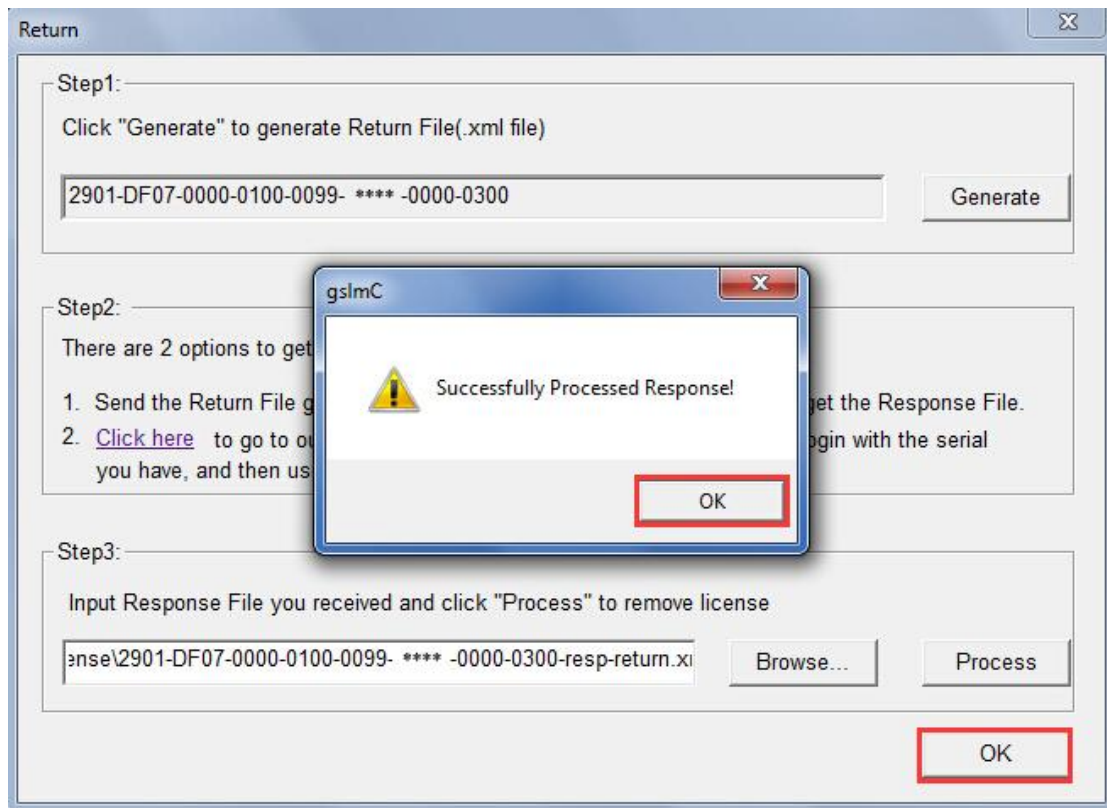 Return
Step1:
Click "Generate" to generate Return File(.xml file)
2901-DF07-0000-0100-0099- **** -0000-0300
Generate
gslmC
Successfully Processed Response!
OK
Step2:
There are 2 options to get
1. Send the Return File g
get the Response File.
2. Click here to go to ou
ogin with the serial
you have, and then us
Step3:
Input Response File you received and click "Process" to remove license
ense\2901-DF07-0000-0100-0099- **** -0000-0300-resp-return.x
Browse...
Process
OK